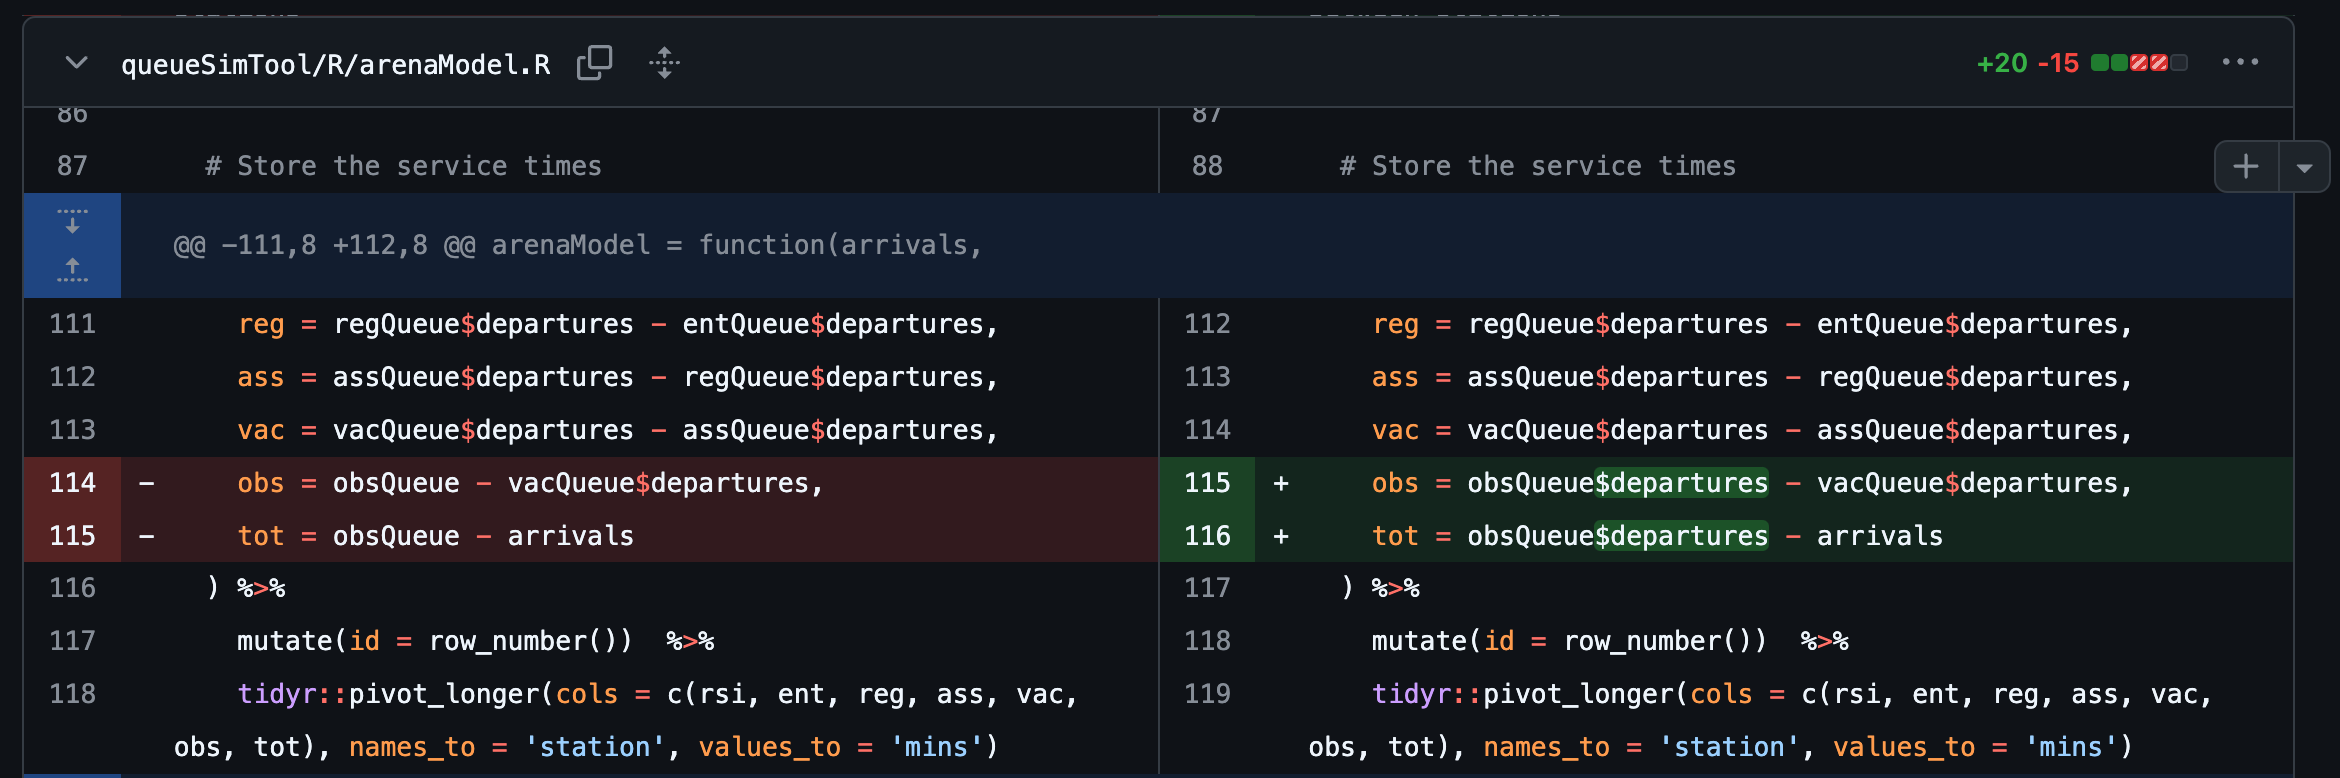 queueSimTool/R/arenaModel.R
+20 -15
86
87 # Store the service times
@@ -111,8 +112,8 @@ arenaModel = function(arrivals,
111 reg = regQueue$departures - entQueue$departures,
112 ass = assQueue$departures - regQueue$departures,
113 vac = vacQueue$departures - assQueue$departures,
114 - obs = obsQueue - vacQueue$departures,
115 - tot = obsQueue - arrivals
116 ) %>%
117 mutate(id = row_number())  %>%
118 tidyr::pivot_longer(cols = c(rsi, ent, reg, ass, vac,
obs, tot), names_to = 'station', values_to = 'mins')
87
88 # Store the service times
112 reg = regQueue$departures - entQueue$departures,
113 ass = assQueue$departures - regQueue$departures,
114 vac = vacQueue$departures - assQueue$departures,
115 + obs = obsQueue$departures - vacQueue$departures,
116 + tot = obsQueue$departures - arrivals
117 ) %>%
118 mutate(id = row_number())  %>%
119 tidyr::pivot_longer(cols = c(rsi, ent, reg, ass, vac,
obs, tot), names_to = 'station', values_to = 'mins')